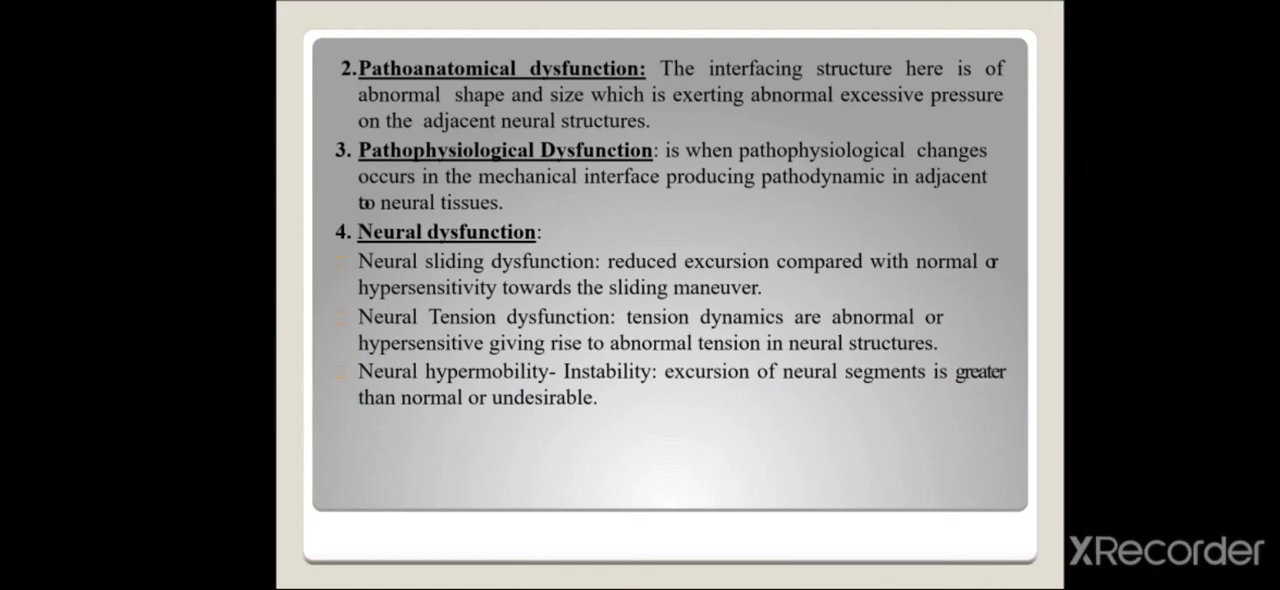 2.Pathoanatomical dysfunction: The interfacing structure here is of
abnormal shape and size which is exerting abnormal excessive pressure
on the adjacent neural structures.
3. Pathophysiological Dysfunction: is when pathophysiological changes
occurs in the mechanical interface producing pathodynamic in adjacent
to neural tissues.
4. Neural dysfunction:
Neural sliding dysfunction: reduced excursion compared with normal or
hypersensitivity towards the sliding maneuver.
Neural Tension dysfunction: tension dynamics are abnormal or
hypersensitive giving rise to abnormal tension in neural structures.
Neural hypermobility- Instability: excursion of neural segments is greater
than normal or undesirable.
XRecorder